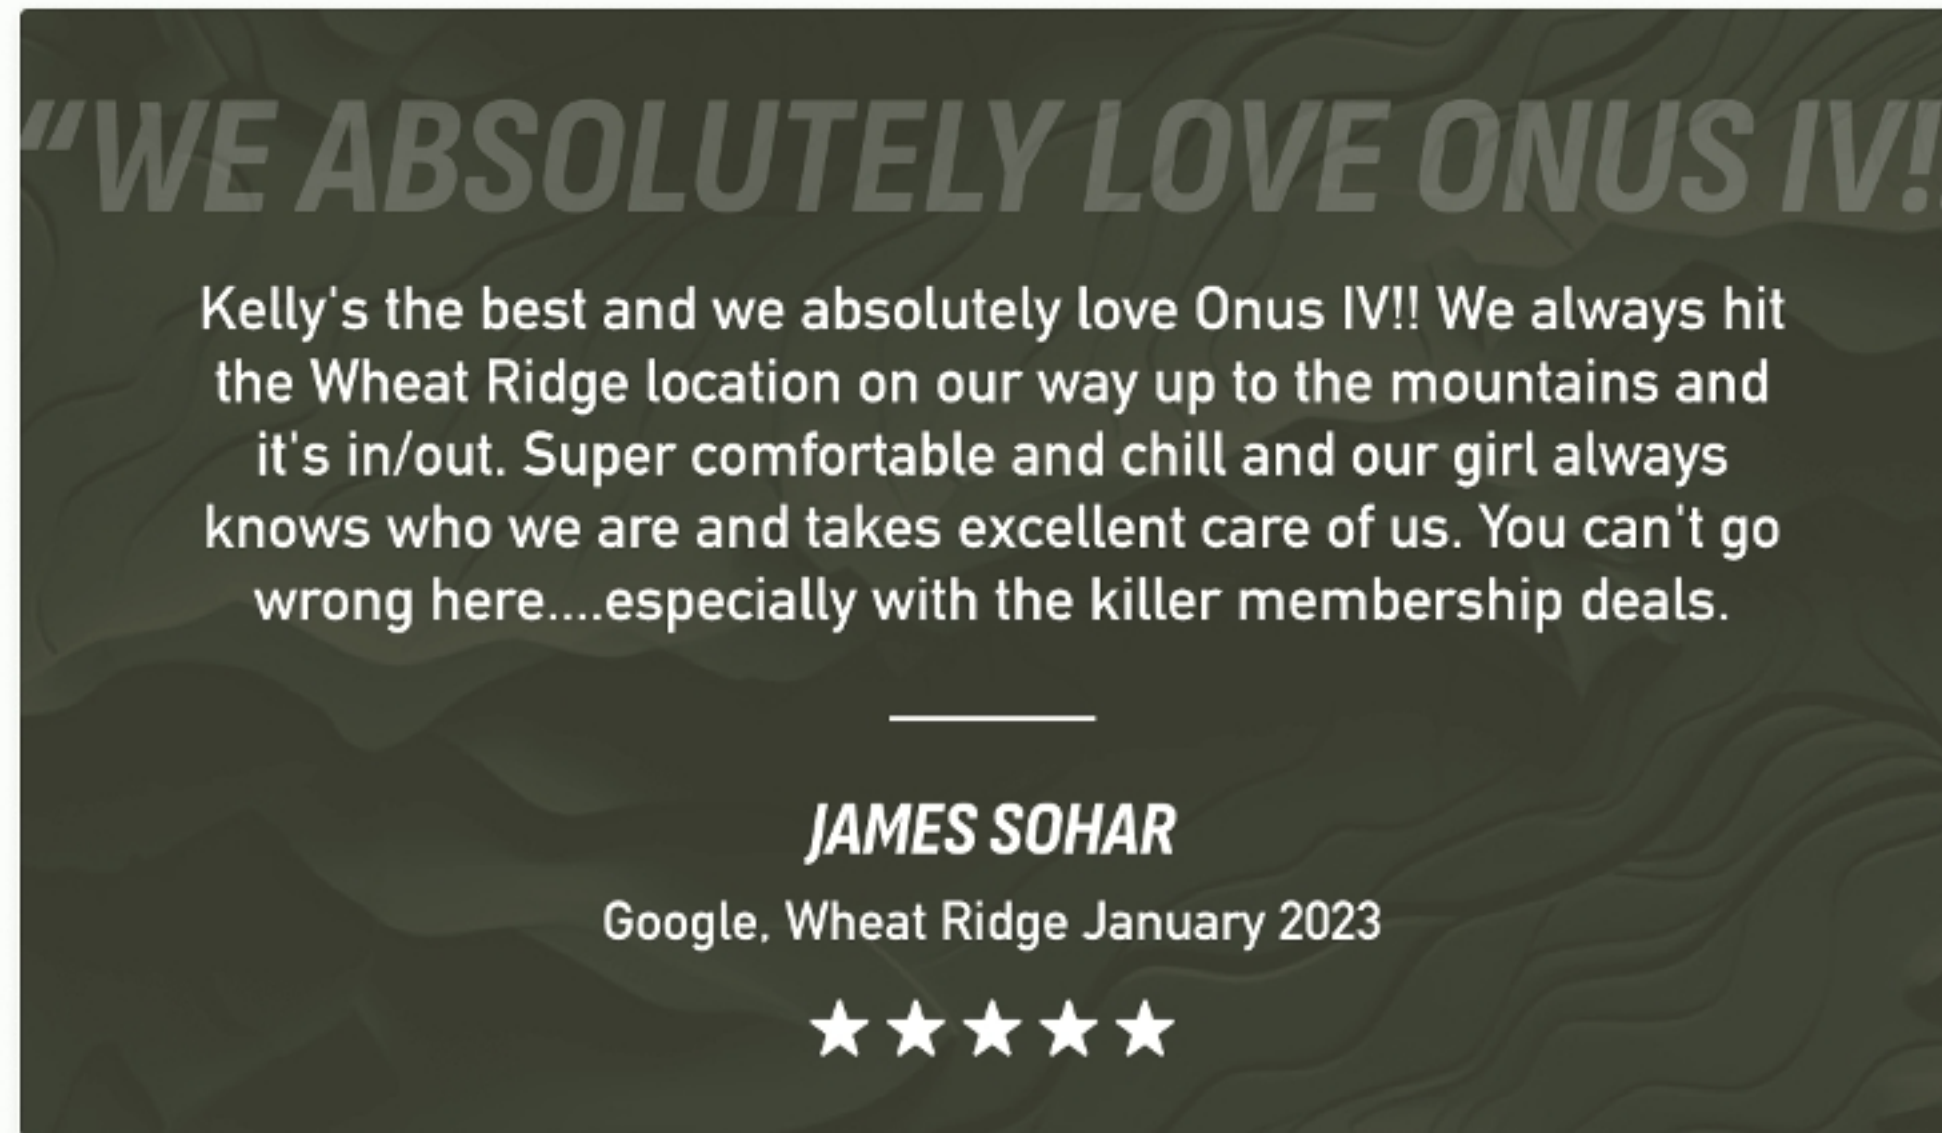 “WE ABSOLUTELY LOVE ONUS IV!
Kelly's the best and we absolutely love Onus IV!! We always hit
the Wheat Ridge location on our way up to the mountains and
it's in/out. Super comfortable and chill and our girl always
knows who we are and takes excellent care of us. You can't go
wrong here....especially with the killer membership deals.
JAMES SOHAR
Google, Wheat Ridge January 2023